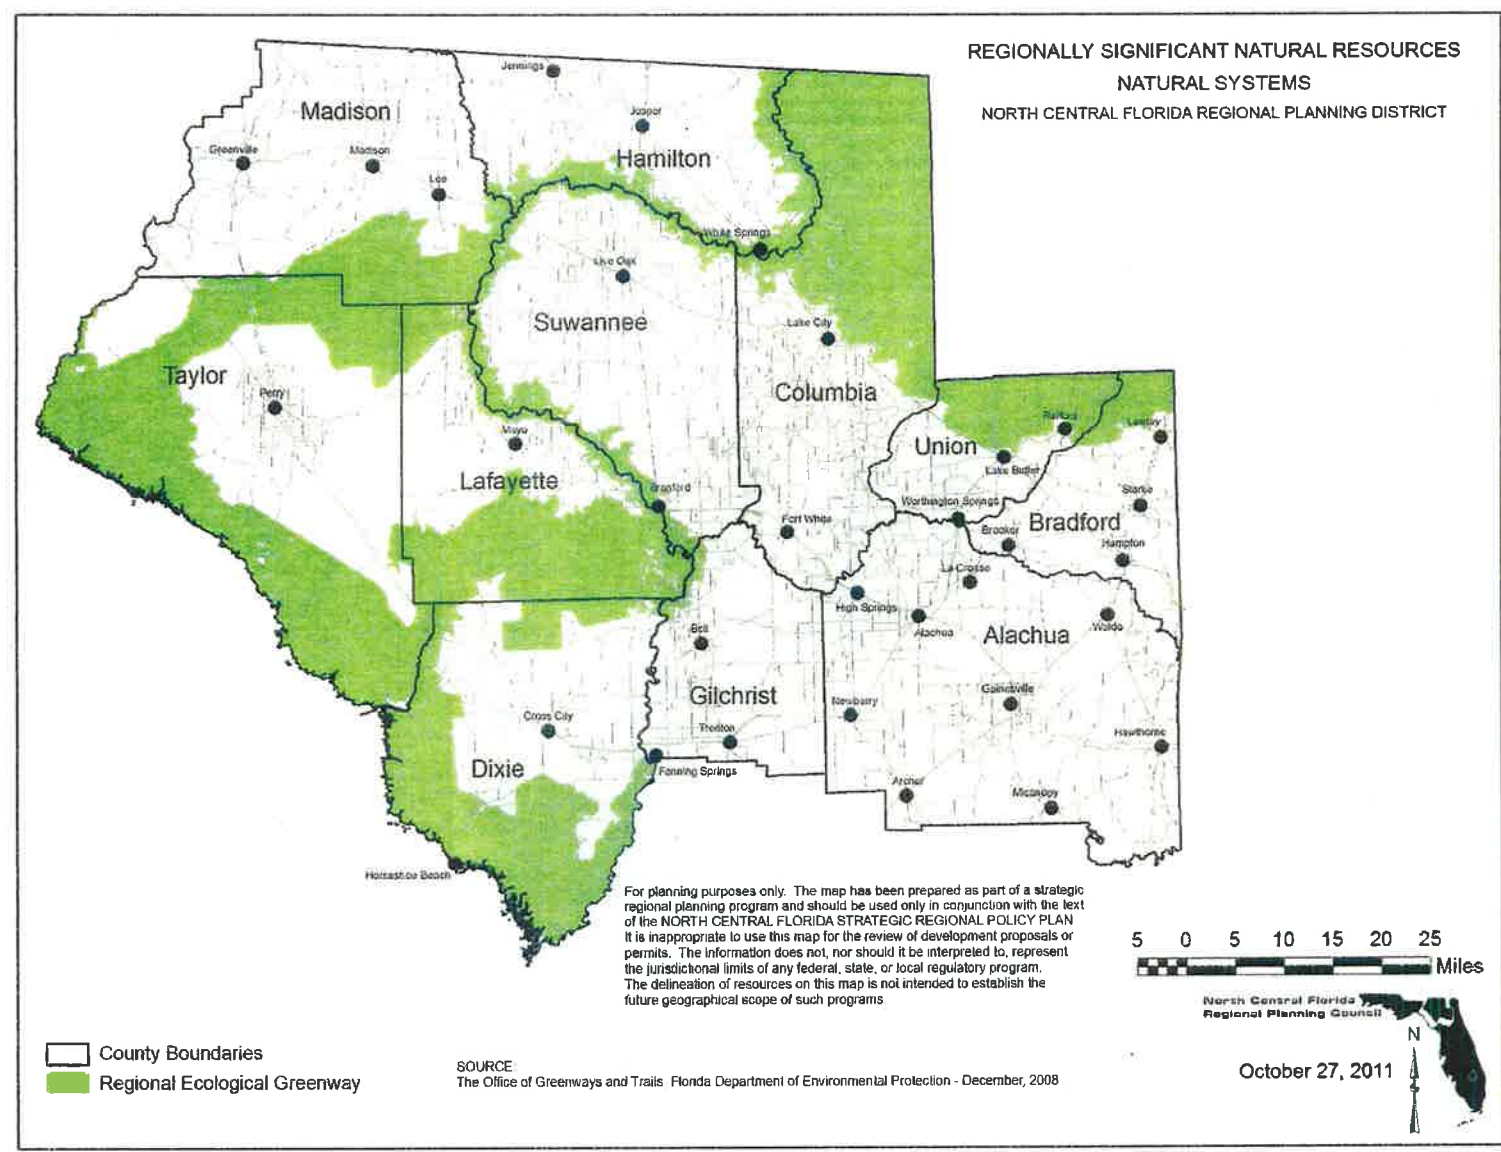 REGIONALLY SIGNIFICANT NATURAL RESOURCES
NATURAL SYSTEMS
NORTH CENTRAL FLORIDA REGIONAL PLANNING DISTRICT
Jennings
Madison
Jasper
Hamilton
Greenville
Madison
Lee
White Springs
Live Oak
Suwannee
Lake City
Taylor
Perry
Columbia
Mayo
Lafayette
Branford
Union
Raiford
Lawtey
Lake Butler
Worthington Springs
Starke
Bradford
Brooker
Hampton
Fort White
La Crosse
High Springs
Alachua
Alachua
Waldo
Bell
Gilchrist
Newberry
Gainesville
Trenton
Hawthorne
Cross City
Dixie
Fanning Springs
Archer
Micanopy
Horseshoe Beach
For planning purposes only. The map has been prepared as part of a strategic
regional planning program and should be used only in conjunction with the text
of the NORTH CENTRAL FLORIDA STRATEGIC REGIONAL POLICY PLAN
It is inappropriate to use this map for the review of development proposals or
permits. The information does not, nor should it be interpreted to, represent
the jurisdictional limits of any federal, state, or local regulatory program.
The delineation of resources on this map is not intended to establish the
future geographical scope of such programs
5 0 5 10 15 20 25
Miles
North Central Florida
Regional Planning Council
N
October 27, 2011
County Boundaries
Regional Ecological Greenway
SOURCE:
The Office of Greenways and Trails Florida Department of Environmental Protection - December, 2008